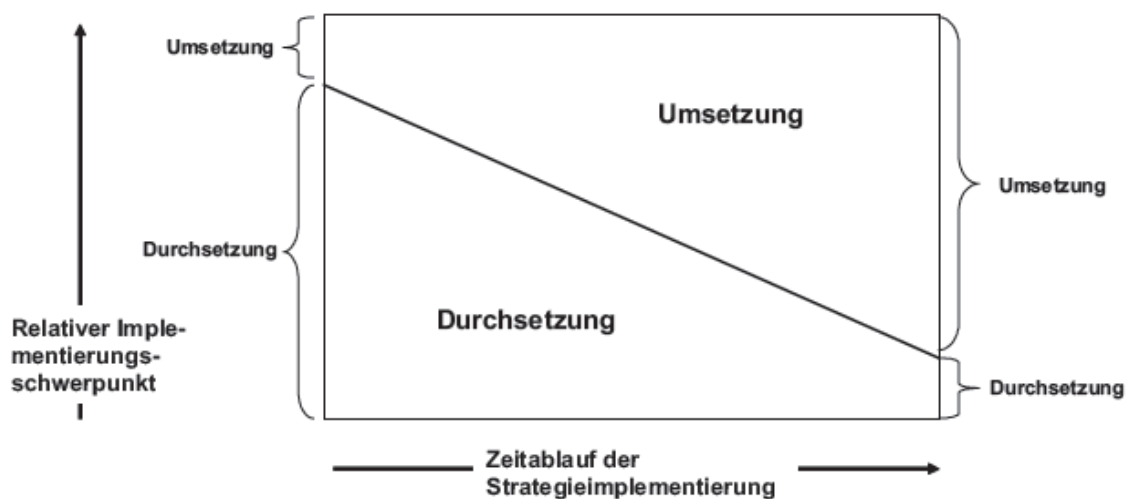 Umsetzung
Umsetzung
Umsetzung
Durchsetzung
Durchsetzung
Relativer Imple-
mentierungs-
schwerpunkt
Durchsetzung
Zeitablauf der
Strategieimplementierung